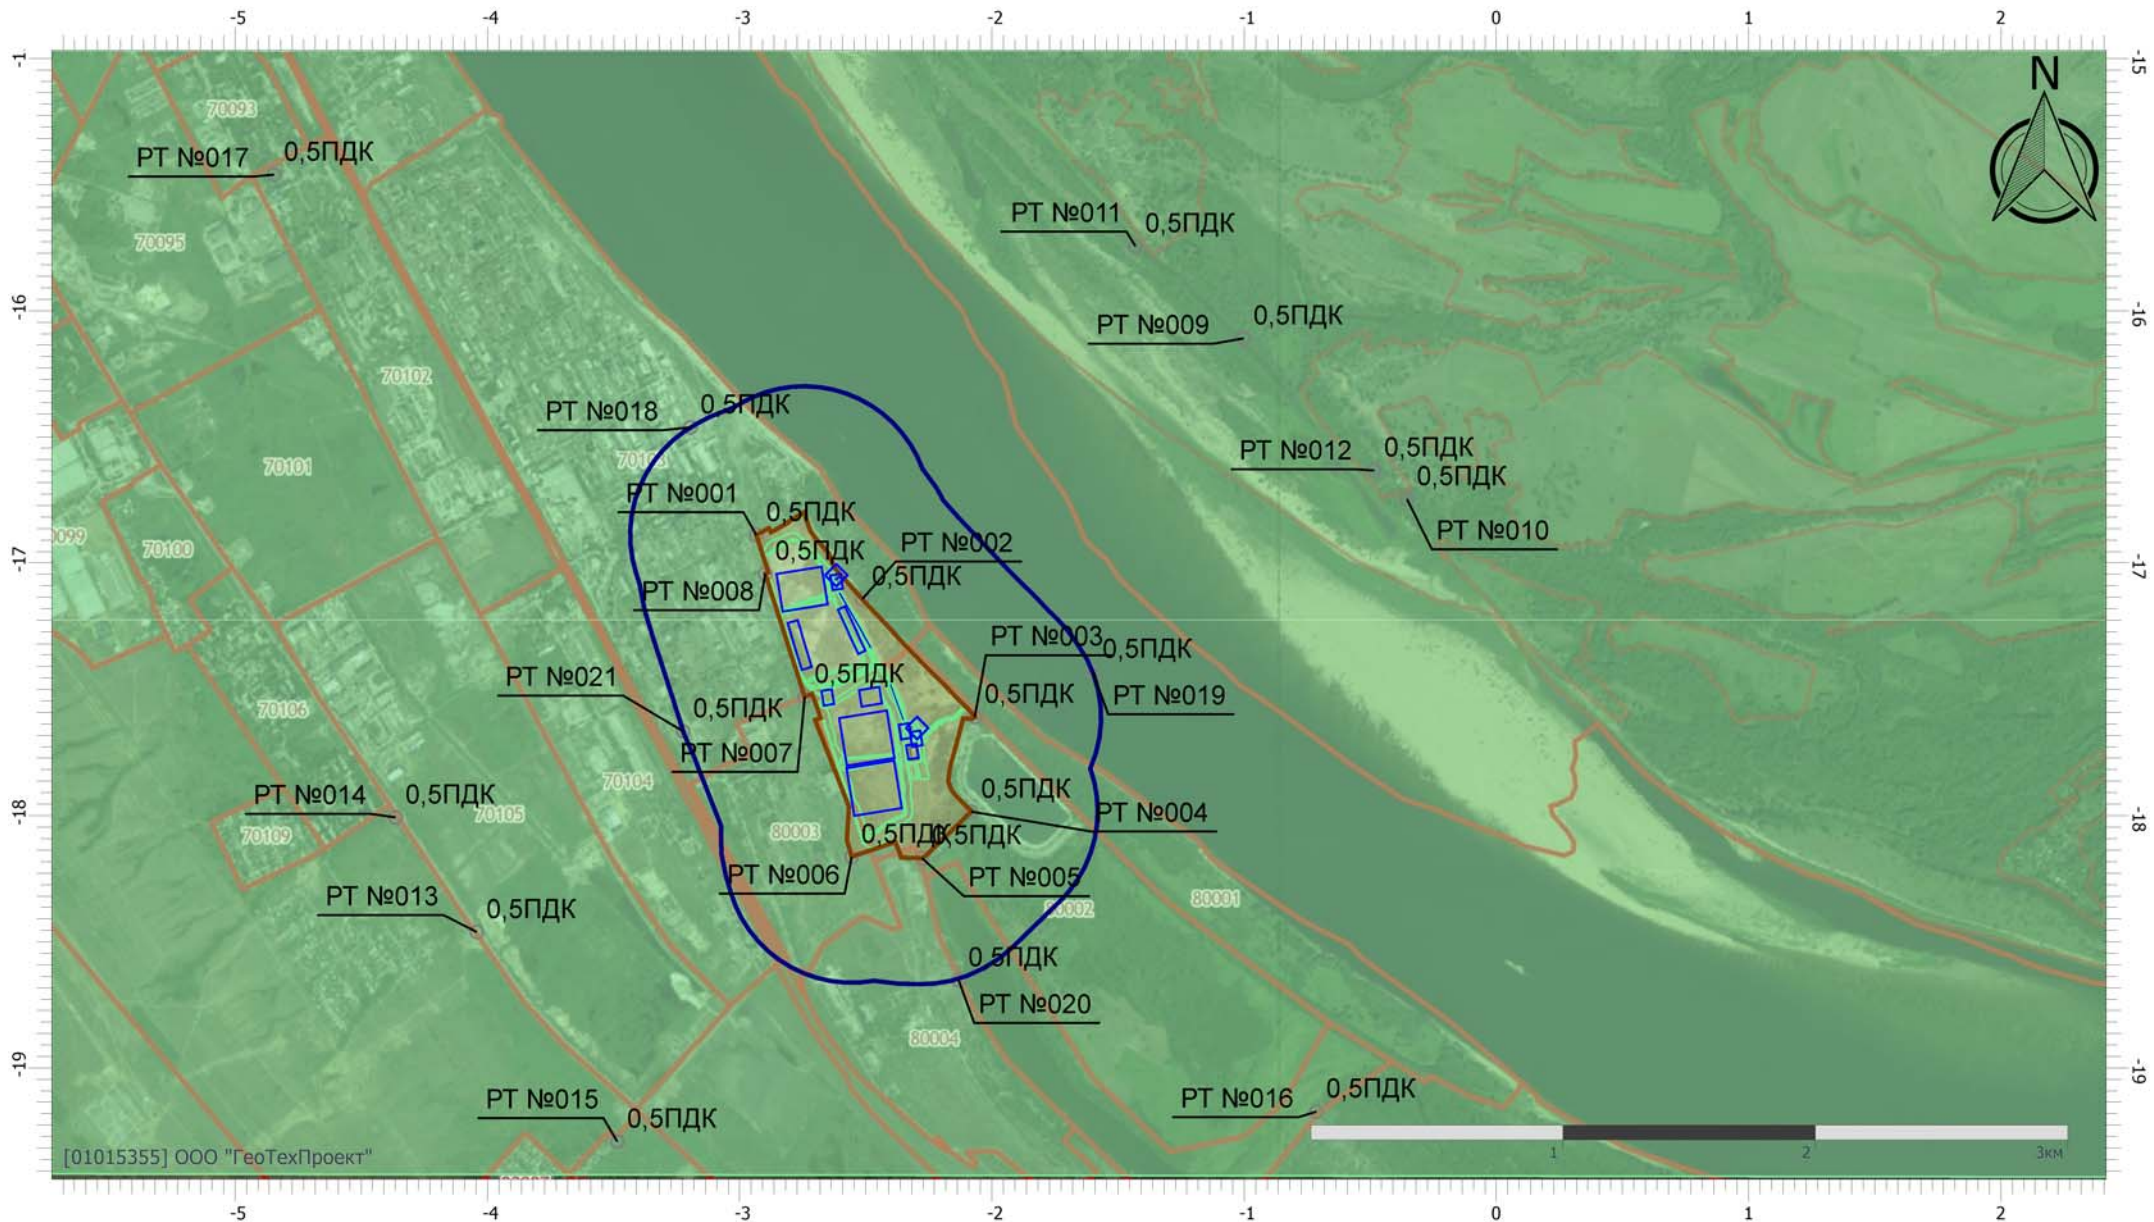 -5 -4 -3 -2 -1 0 1 2
-1
15
N
70093
РТ №017
0,5ПДК
РТ №011
0,5ПДК
70095
-16
-16
РТ №009
0,5ПДК
70102
РТ №018
0,5ПДК
70101
РТ №012
0,5ПДК
0,5ПДК
РТ №010
РТ №001
0,5ПДК
0099
70100
-17
-17
0,5ПДК
РТ №002
0,5ПДК
РТ №008
РТ №003
0,5ПДК
РТ №021
0,5ПДК
0,5ПДК
РТ №019
70106
0,5ПДК
РТ №007
70104
РТ №014
0,5ПДК
0,5ПДК
РТ №004
-18
-18
70105
70109
80003
0,5ПДК
0,5ПДК
РТ №006
РТ №005
РТ №013
0,5ПДК
80002
80001
0,5ПДК
РТ №020
80004
-19
-19
РТ №015
0,5ПДК
РТ №016
0,5ПДК
1 2 3км
[01015355] ООО "ГеоТехПроект"
-5 -4 -3 -2 -1 0 1 2